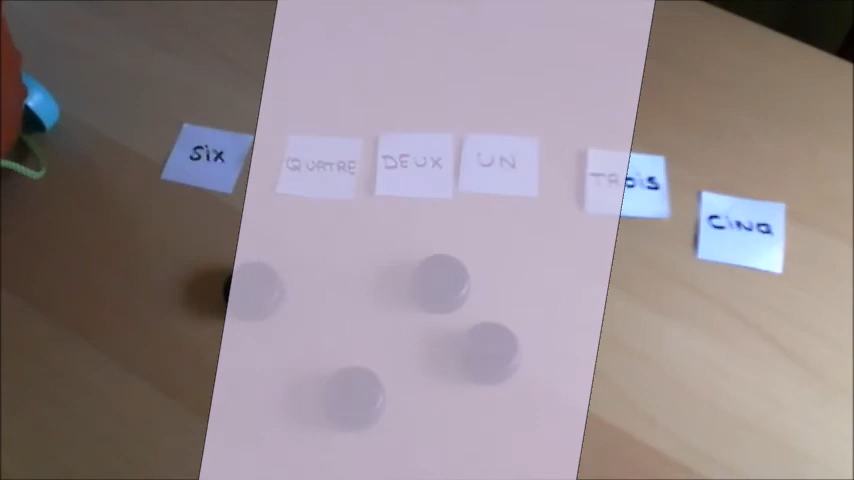 SIX
QUATRE
DEUX
UN
TROIS
CINQ